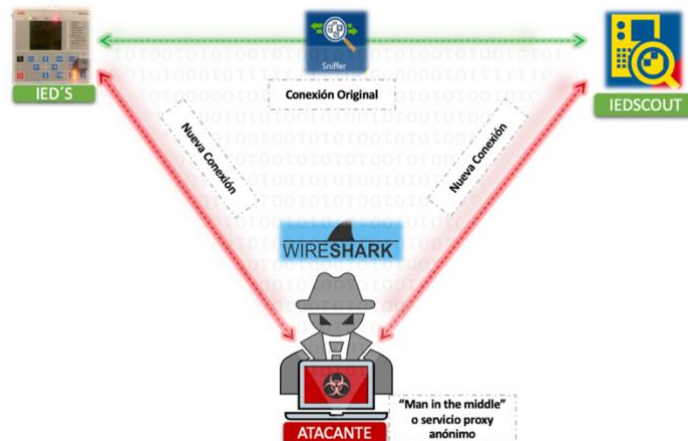 Sniffer
IED´S
Conexión Original
IEDSCOUT
Nueva Conexión
Nueva Conexión
WIRESHARK
ATACANTE
“Man in the middle”
o servicio proxy
anónimo